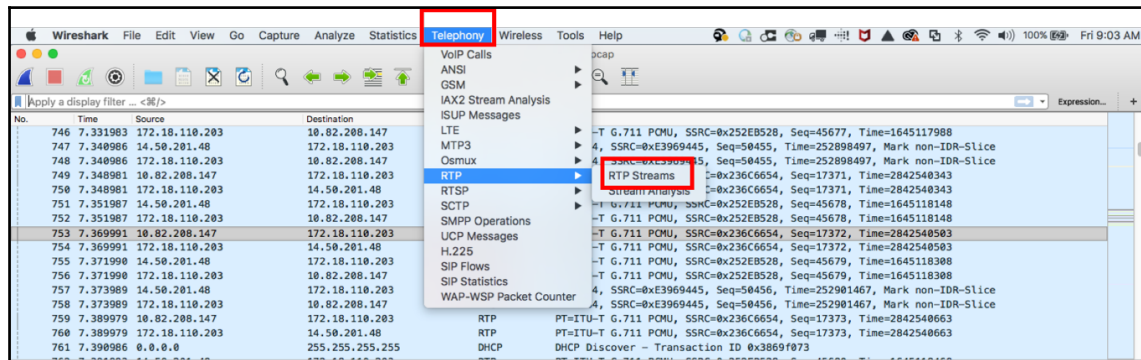 Wireshark File Edit View Go Capture Analyze Statistics Telephony Wireless Tools Help 100% Fri 9:03 AM
pcap
VoIP Calls
ANSI
GSM
IAX2 Stream Analysis
ISUP Messages
LTE
MTP3
Osmux
RTP
RTSP
SCTP
SMPP Operations
UCP Messages
H.225
SIP Flows
SIP Statistics
WAP-WSP Packet Counter
RTP Streams
Stream Analysis
Apply a display filter ... <⌘/> Expression... +
No. Time Source Destination
746 7.331983 172.18.110.203 10.82.208.147 -T G.711 PCMU, SSRC=0x252EB528, Seq=45677, Time=1645117988
747 7.340986 14.50.201.48 172.18.110.203 4, SSRC=0xE3969445, Seq=50455, Time=252898497, Mark non-IDR-Slice
748 7.340986 172.18.110.203 10.82.208.147 4, SSRC=0xE3969445, Seq=50455, Time=252898497, Mark non-IDR-Slice
749 7.348981 10.82.208.147 172.18.110.203 C=0x236C6654, Seq=17371, Time=2842540343
750 7.348981 172.18.110.203 14.50.201.48 C=0x236C6654, Seq=17371, Time=2842540343
751 7.351987 14.50.201.48 172.18.110.203 -T G.711 PCMU, SSRC=0x252EB528, Seq=45678, Time=1645118148
752 7.351987 172.18.110.203 10.82.208.147 -T G.711 PCMU, SSRC=0x252EB528, Seq=45678, Time=1645118148
753 7.369991 10.82.208.147 172.18.110.203 -T G.711 PCMU, SSRC=0x236C6654, Seq=17372, Time=2842540503
754 7.369991 172.18.110.203 14.50.201.48 -T G.711 PCMU, SSRC=0x236C6654, Seq=17372, Time=2842540503
755 7.371990 14.50.201.48 172.18.110.203 -T G.711 PCMU, SSRC=0x252EB528, Seq=45679, Time=1645118308
756 7.371990 172.18.110.203 10.82.208.147 -T G.711 PCMU, SSRC=0x252EB528, Seq=45679, Time=1645118308
757 7.373989 14.50.201.48 172.18.110.203 4, SSRC=0xE3969445, Seq=50456, Time=252901467, Mark non-IDR-Slice
758 7.373989 172.18.110.203 10.82.208.147 4, SSRC=0xE3969445, Seq=50456, Time=252901467, Mark non-IDR-Slice
759 7.389979 10.82.208.147 172.18.110.203 RTP PT=ITU-T G.711 PCMU, SSRC=0x236C6654, Seq=17373, Time=2842540663
760 7.389979 172.18.110.203 14.50.201.48 RTP PT=ITU-T G.711 PCMU, SSRC=0x236C6654, Seq=17373, Time=2842540663
761 7.390986 0.0.0.0 255.255.255.255 DHCP DHCP Discover - Transaction ID 0x3869f073